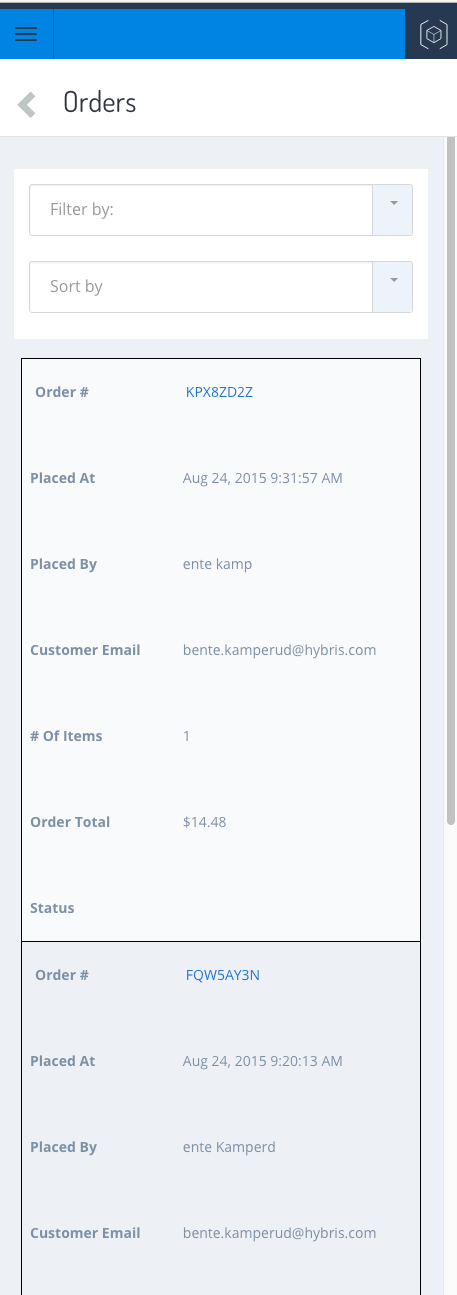 Orders
Filter by:
Sort by
Order # KPX8ZD2Z
Placed At Aug 24, 2015 9:31:57 AM
Placed By ente kamp
Customer Email bente.kamperud@hybris.com
# Of Items 1
Order Total $14.48
Status
Order # FQW5AY3N
Placed At Aug 24, 2015 9:20:13 AM
Placed By ente Kamperd
Customer Email bente.kamperud@hybris.com